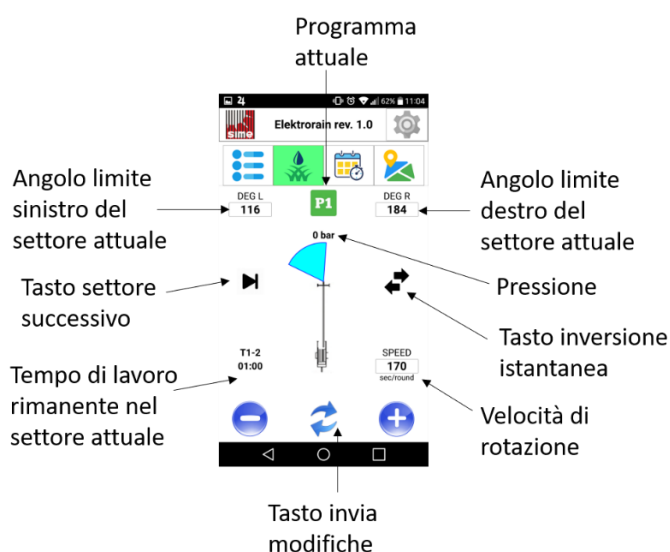 Programma
attuale
62% 11:04
sime
Elektrorain rev. 1.0
Angolo limite
sinistro del
settore attuale
DEG L
116
P1
DEG R
184
Angolo limite
destro del
settore attuale
0 bar
Pressione
Tasto settore
successivo
Tasto inversione
istantanea
T1-2
01:00
SPEED
170
sec/round
Tempo di lavoro
rimanente nel
settore attuale
Velocità di
rotazione
Tasto invia
modifiche